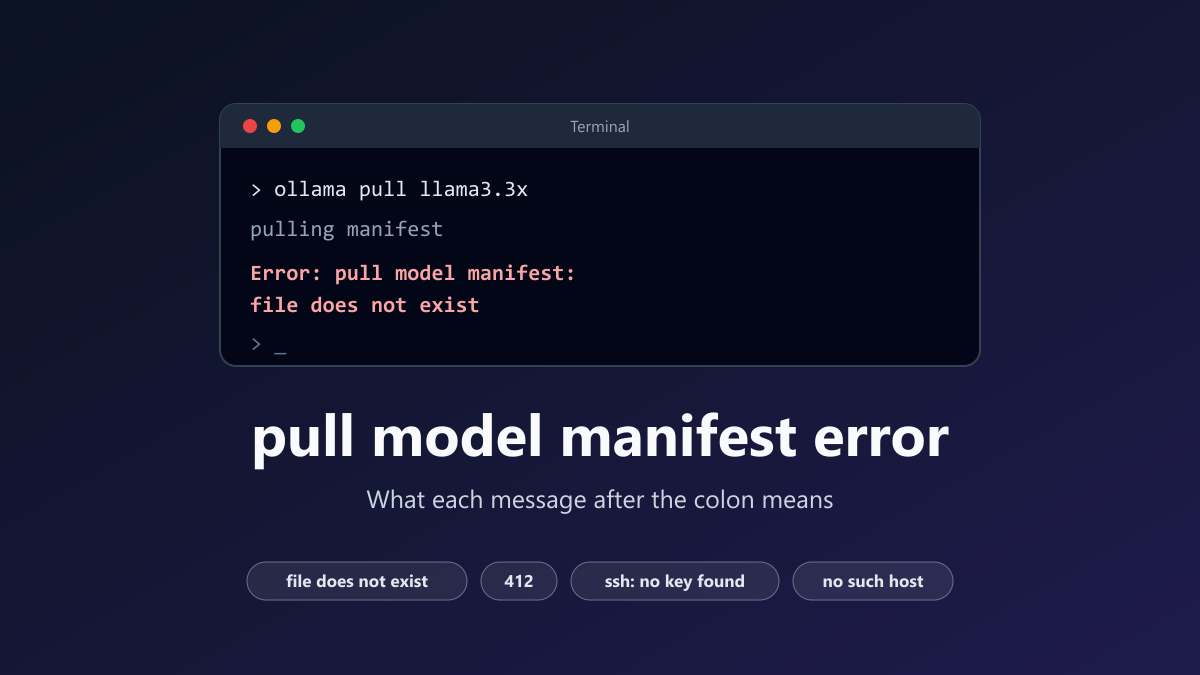 Terminal
> ollama pull llama3.3x
pulling manifest
Error: pull model manifest:
file does not exist
> _
pull model manifest error
What each message after the colon means
file does not exist
412
ssh: no key found
no such host